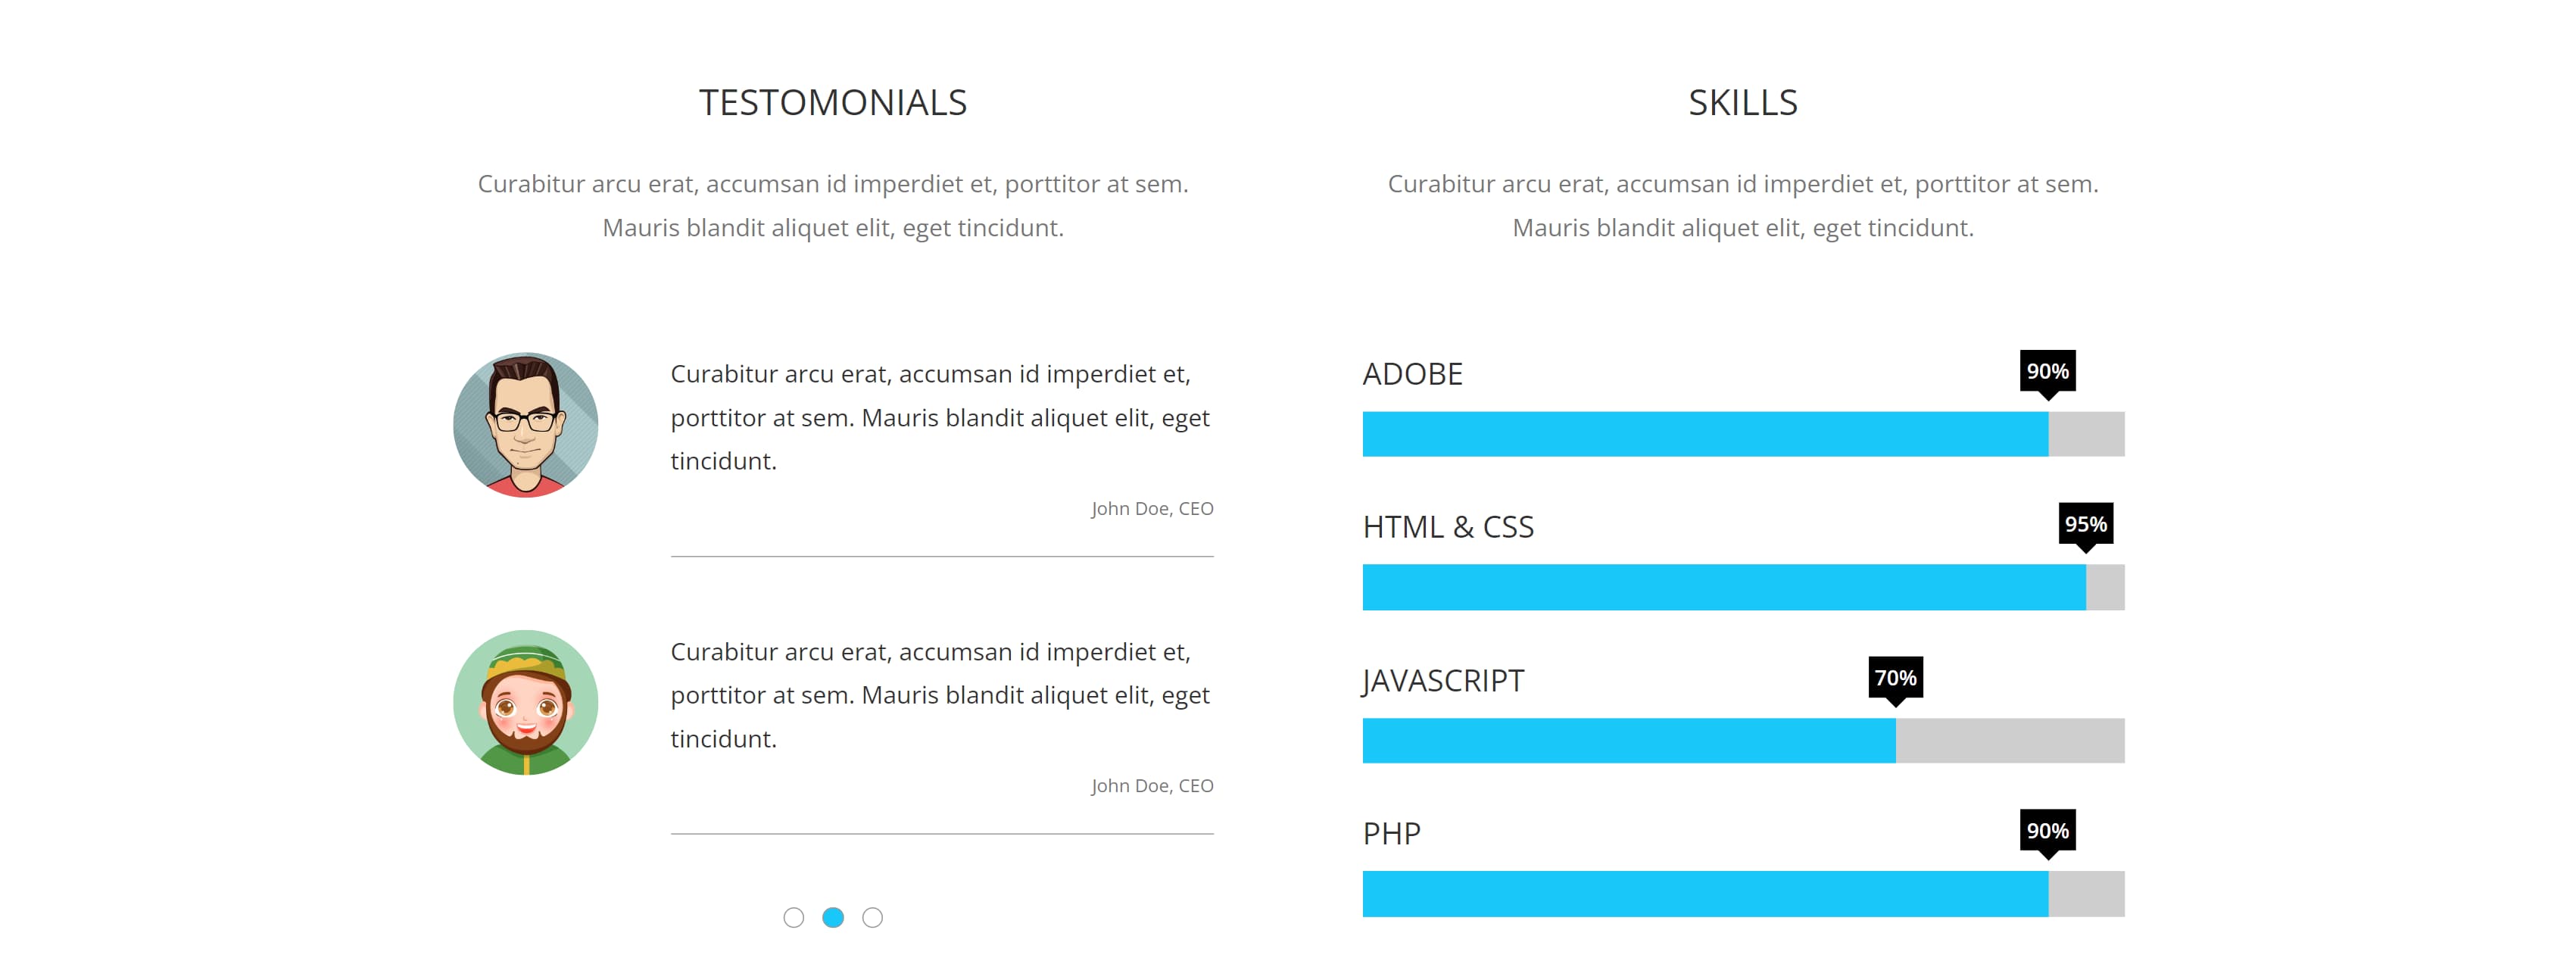 TESTOMONIALS
Curabitur arcu erat, accumsan id imperdiet et, porttitor at sem.
Mauris blandit aliquet elit, eget tincidunt.
Curabitur arcu erat, accumsan id imperdiet et,
porttitor at sem. Mauris blandit aliquet elit, eget
tincidunt.
John Doe, CEO
Curabitur arcu erat, accumsan id imperdiet et,
porttitor at sem. Mauris blandit aliquet elit, eget
tincidunt.
John Doe, CEO
SKILLS
Curabitur arcu erat, accumsan id imperdiet et, porttitor at sem.
Mauris blandit aliquet elit, eget tincidunt.
ADOBE
90%
HTML & CSS
95%
JAVASCRIPT
70%
PHP
90%